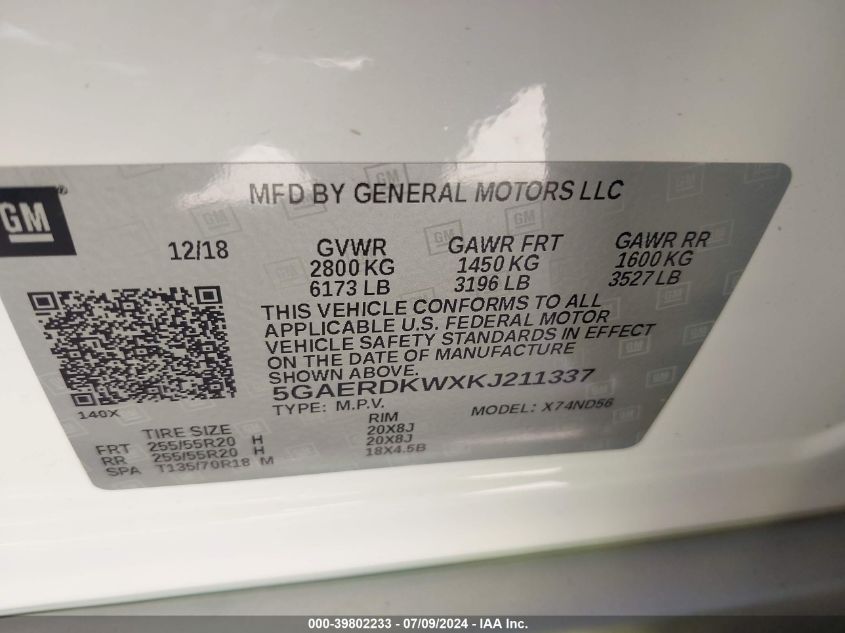 GM
MFD BY GENERAL MOTORS LLC
12/18 GVWR GAWR FRT GAWR RR
2800 KG 1450 KG 1600 KG
6173 LB 3196 LB 3527 LB
THIS VEHICLE CONFORMS TO ALL
APPLICABLE U.S. FEDERAL MOTOR
VEHICLE SAFETY STANDARDS IN EFFECT
ON THE DATE OF MANUFACTURE
SHOWN ABOVE.
5GAERDKWXKJ211337
140X
TYPE: M.P.V. MODEL: X74ND56
TIRE SIZE RIM
FRT 255/55R20 H 20X8J
RR 255/55R20 H 20X8J
SPA T135/70R18 M 18X4.5B
000-39802233 - 07/09/2024 - IAA Inc.